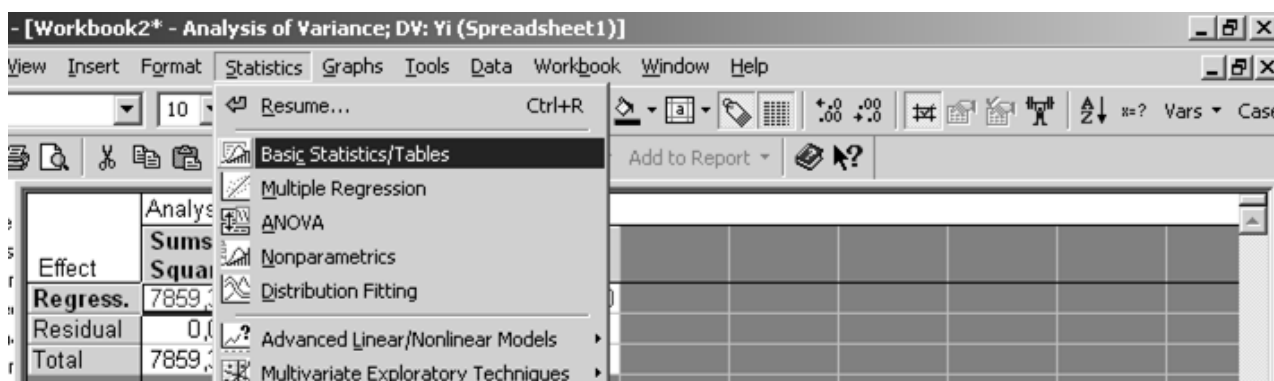 - [Workbook2* - Analysis of Variance; DV: Yi (Spreadsheet1)]
View Insert Format Statistics Graphs Tools Data Workbook Window Help
10
Add to Report
x=? Vars Case
Resume... Ctrl+R
Basic Statistics/Tables
Multiple Regression
ANOVA
Nonparametrics
Distribution Fitting
Advanced Linear/Nonlinear Models
Multivariate Exploratory Techniques
Analys
Effect Sums Squa
Regress. 7859,
Residual 0,
Total 7859,